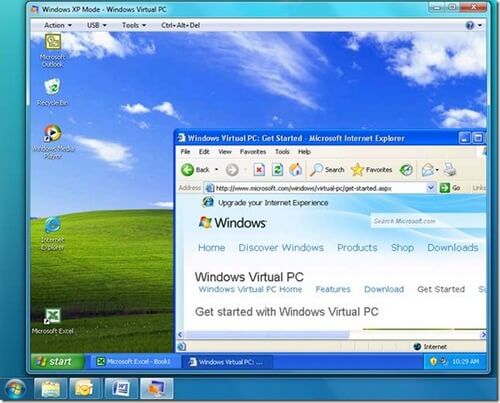 Windows XP Mode - Windows Virtual PC
Action USB Tools Ctrl+Alt+Del
Microsoft Outlook
Recycle Bin
Windows Media Player
Internet Explorer
Microsoft Excel
Windows Virtual PC: Get Started - Microsoft Internet Explorer
File Edit View Favorites Tools Help
Back Search Favorites
Address http://www.microsoft.com/windows/virtual-pc/get-started.aspx Go Links
Upgrade your Internet Experience
Windows Search Microsoft.com
Home Discover Windows Products Shop Downloads
Windows Virtual PC
Windows Virtual PC Home Features Download Get Started Su
Get started with Windows Virtual PC
Internet
start Microsoft Excel - Book1 Windows Virtual PC: ... 10:29 AM